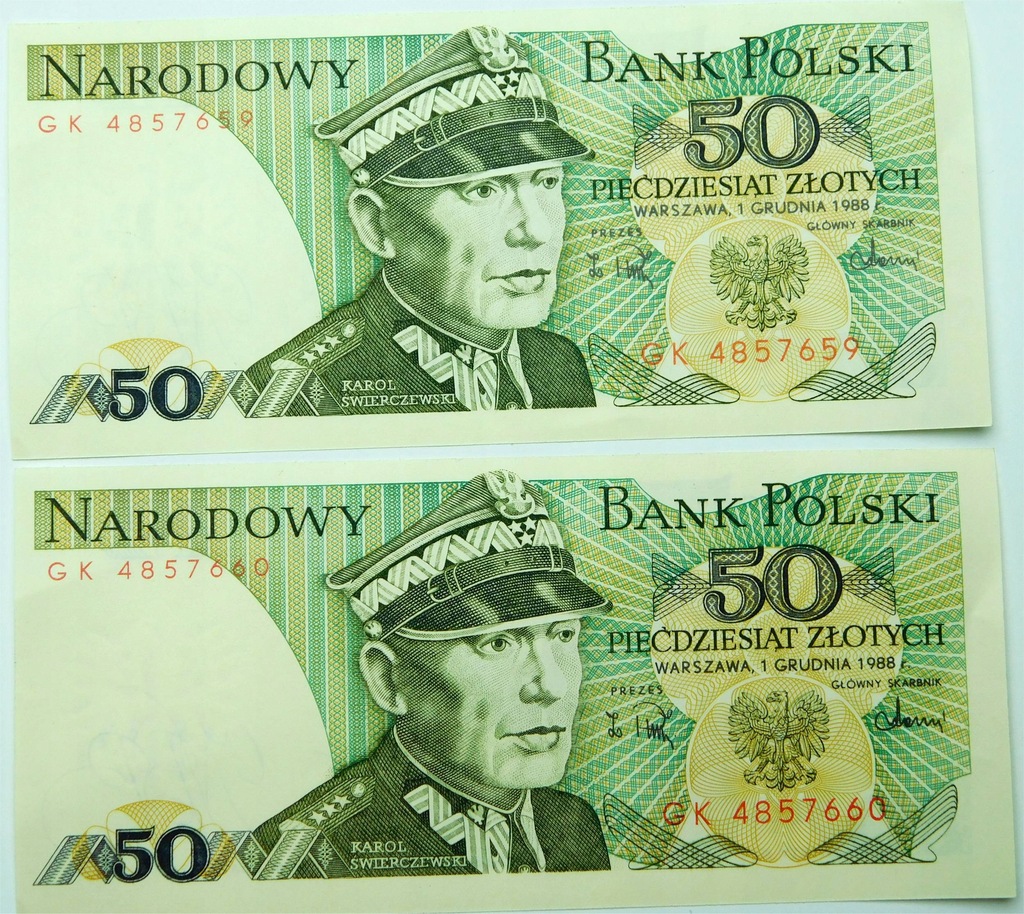 NARODOWY BANK POLSKI
GK 4857659
50
PIĘĆDZIESIĄT ZŁOTYCH
WARSZAWA, 1 GRUDNIA 1988 r.
PREZES GŁÓWNY SKARBNIK
GK 4857659
50
KAROL
ŚWIERCZEWSKI
NARODOWY BANK POLSKI
GK 4857660
50
PIĘĆDZIESIĄT ZŁOTYCH
WARSZAWA, 1 GRUDNIA 1988 r.
PREZES GŁÓWNY SKARBNIK
GK 4857660
50
KAROL
ŚWIERCZEWSKI